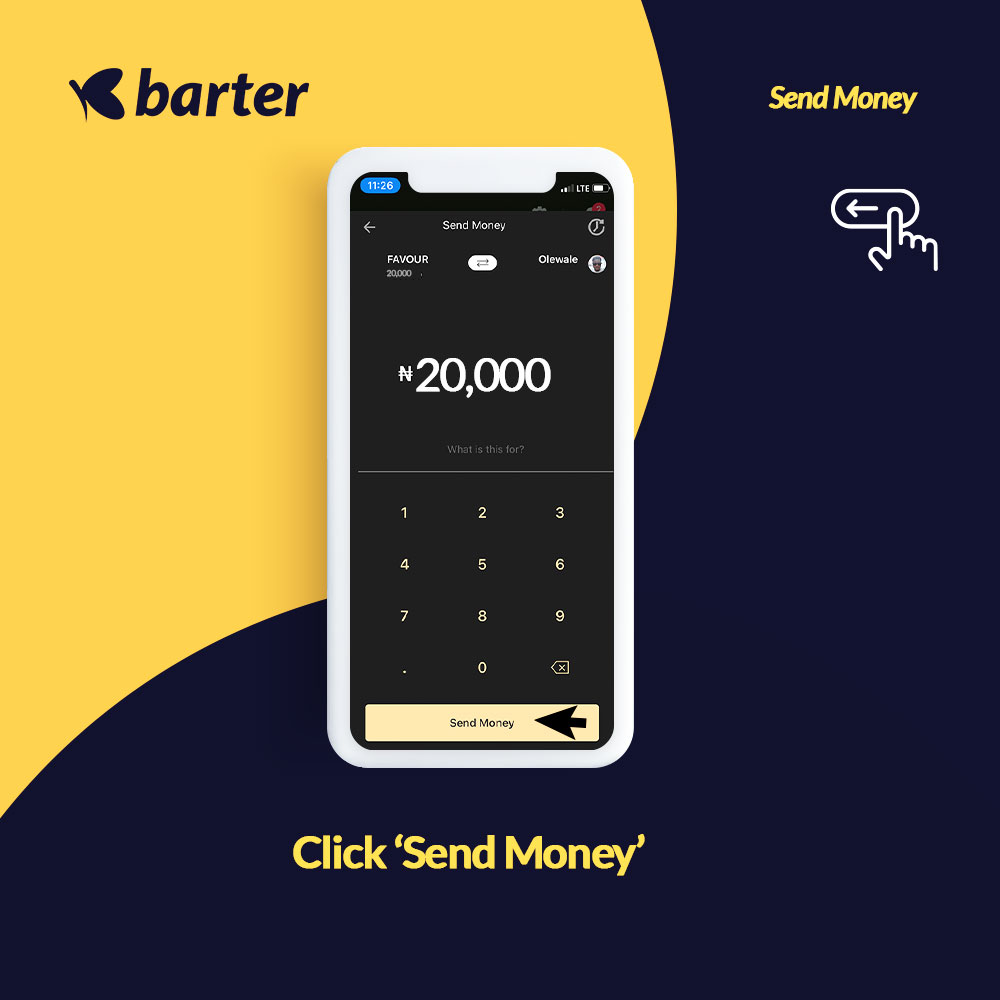 barter
Send Money
11:26
LTE
2
Send Money
FAVOUR
Olewale
20,000
₦20,000
What is this for?
1 2 3
4 5 6
7 8 9
. 0
Send Money
Click ‘Send Money’